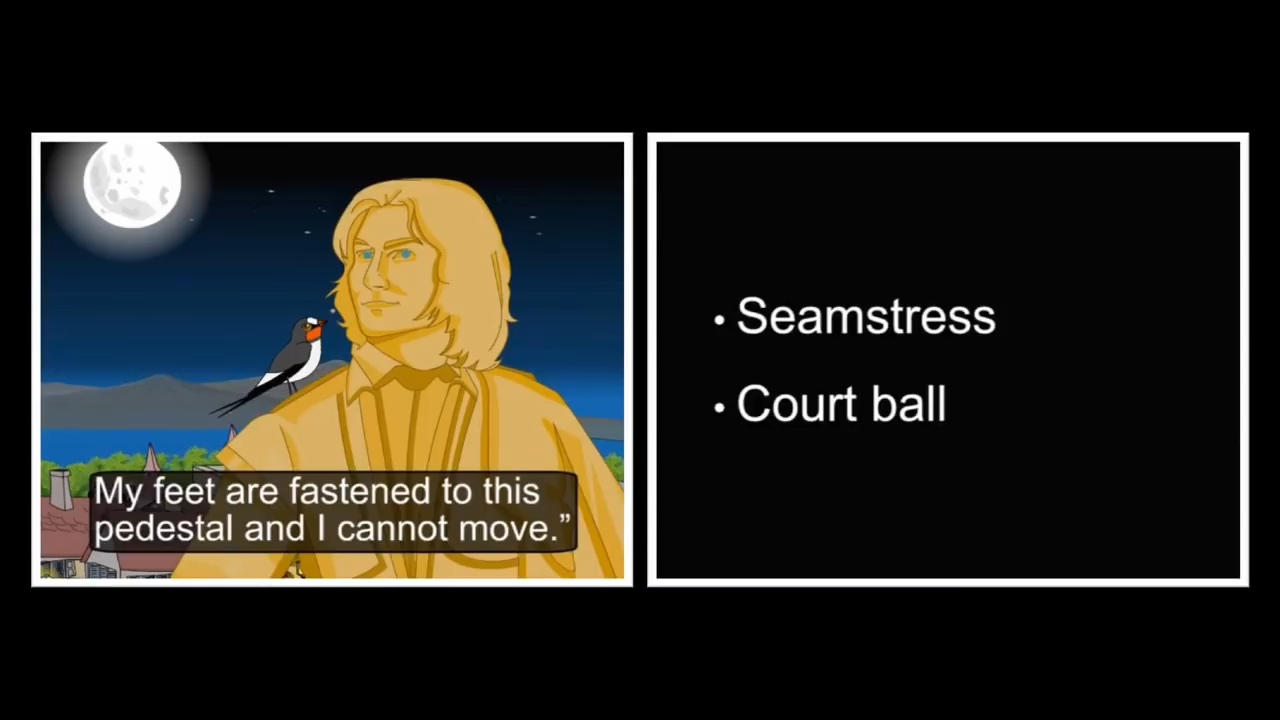 My feet are fastened to this
pedestal and I cannot move.”
• Seamstress
• Court ball